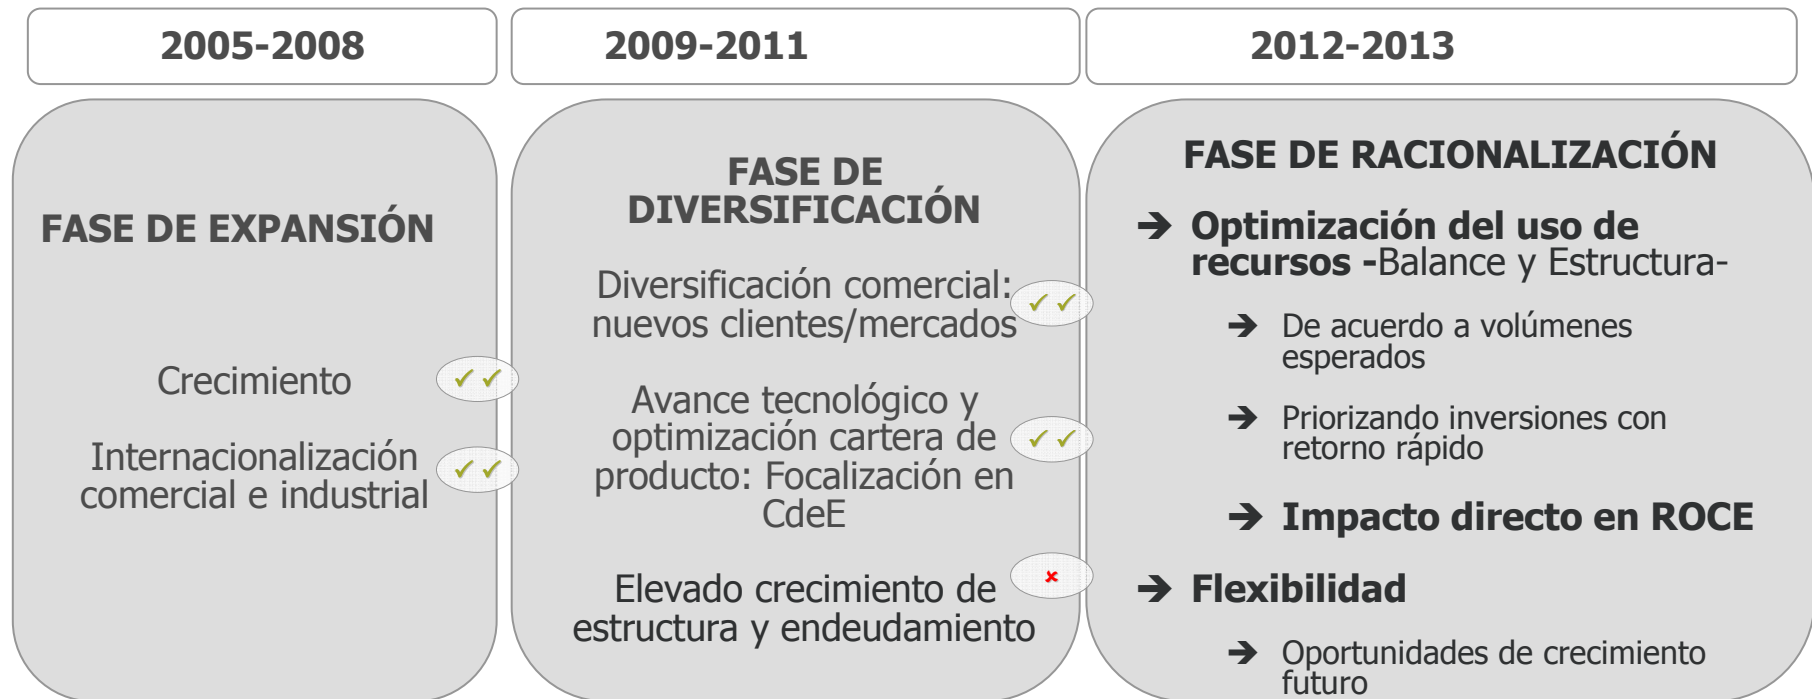 2005-2008
2009-2011
2012-2013
FASE DE EXPANSIÓN
Crecimiento
✓✓
Internacionalización
comercial e industrial
✓✓
FASE DE
DIVERSIFICACIÓN
Diversificación comercial:
nuevos clientes/mercados
✓✓
Avance tecnológico y
optimización cartera de
producto: Focalización en
CdeE
✓✓
Elevado crecimiento de
estructura y endeudamiento
×
FASE DE RACIONALIZACIÓN
➔ Optimización del uso de
recursos -Balance y Estructura-
➔ De acuerdo a volúmenes
esperados
➔ Priorizando inversiones con
retorno rápido
➔ Impacto directo en ROCE
➔ Flexibilidad
➔ Oportunidades de crecimiento
futuro